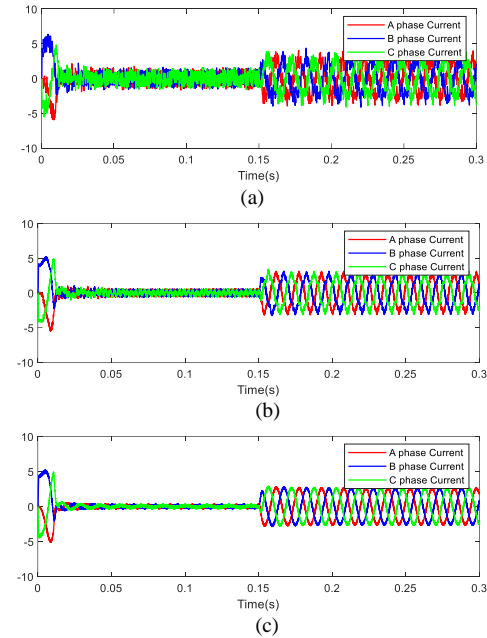 10
5
0
-5
-10
A phase Current
B phase Current
C phase Current
0 0.05 0.1 0.15 0.2 0.25 0.3
Time(s)
(a)
10
5
0
-5
-10
A phase Current
B phase Current
C phase Current
0 0.05 0.1 0.15 0.2 0.25 0.3
Time(s)
(b)
10
5
0
-5
-10
A phase Current
B phase Current
C phase Current
0 0.05 0.1 0.15 0.2 0.25 0.3
Time(s)
(c)